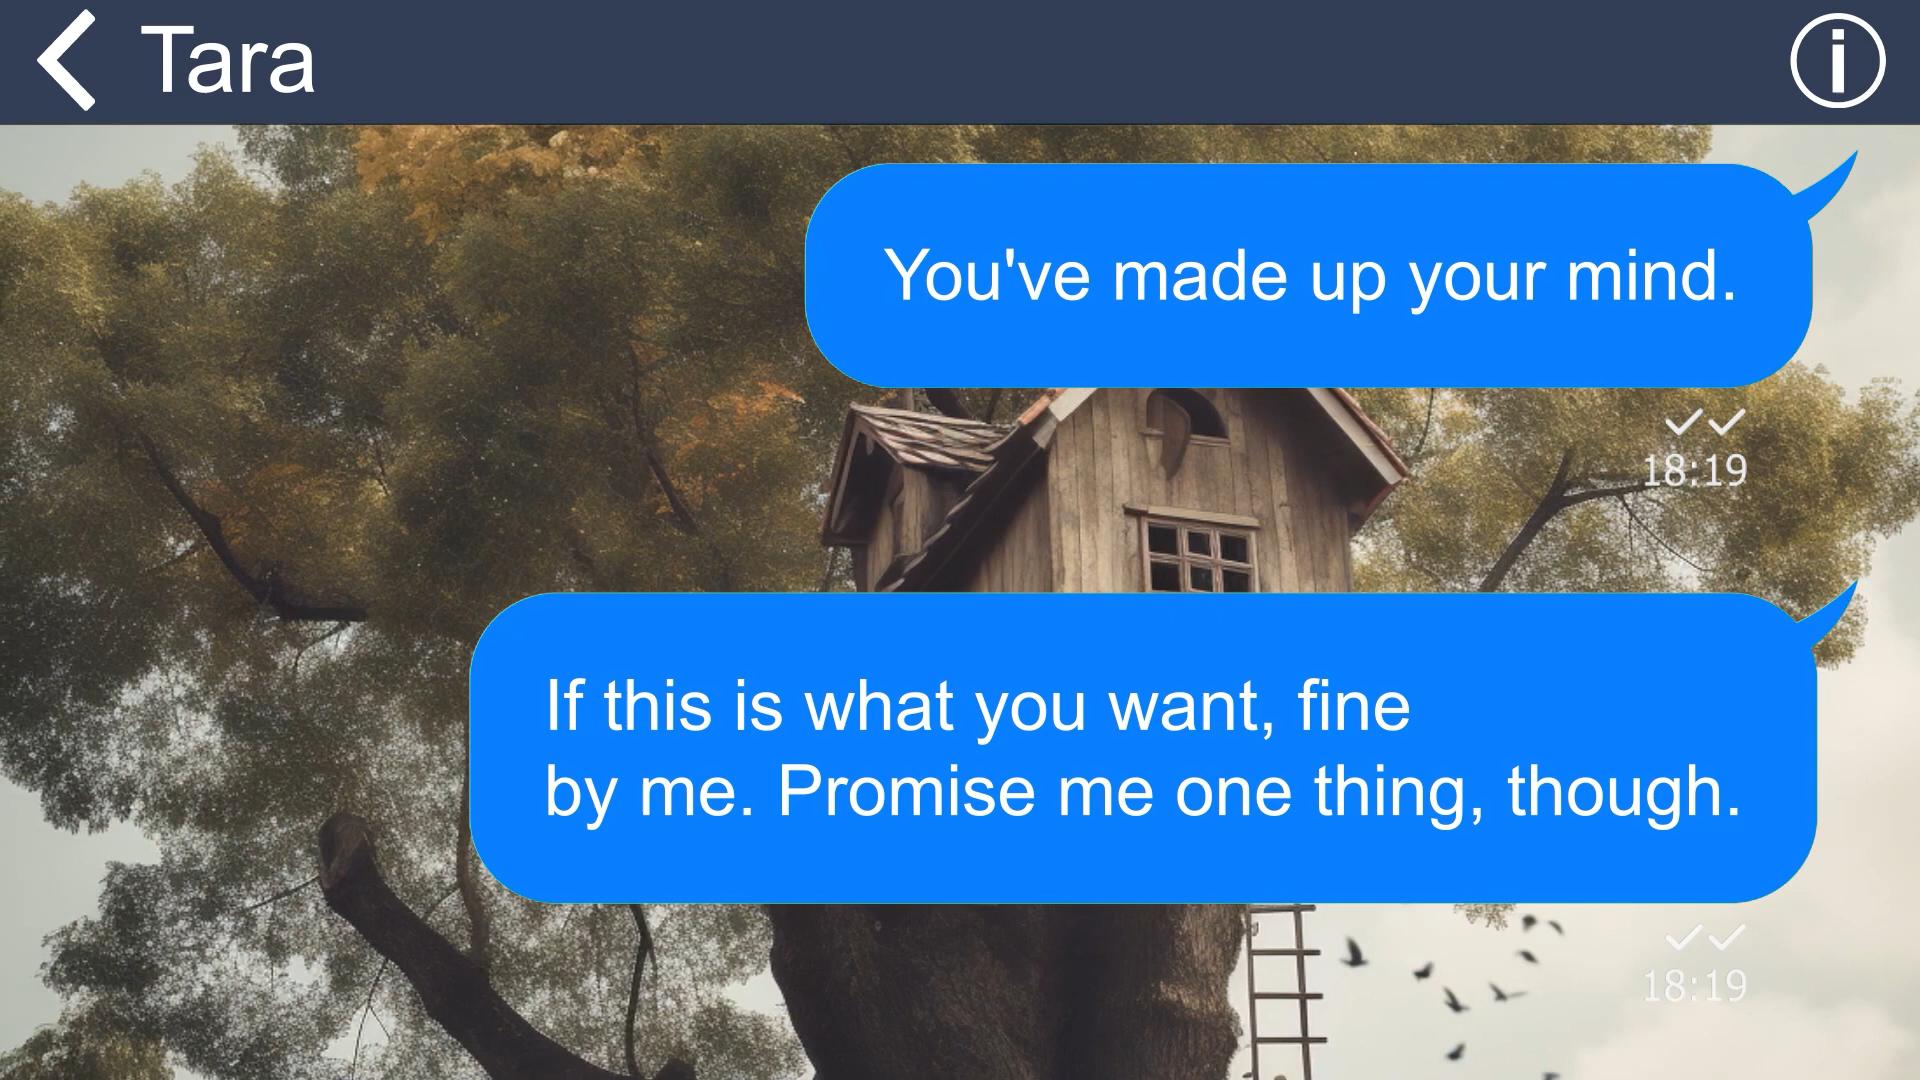 Tara
You've made up your mind.
18:19
If this is what you want, fine
by me. Promise me one thing, though.
18:19